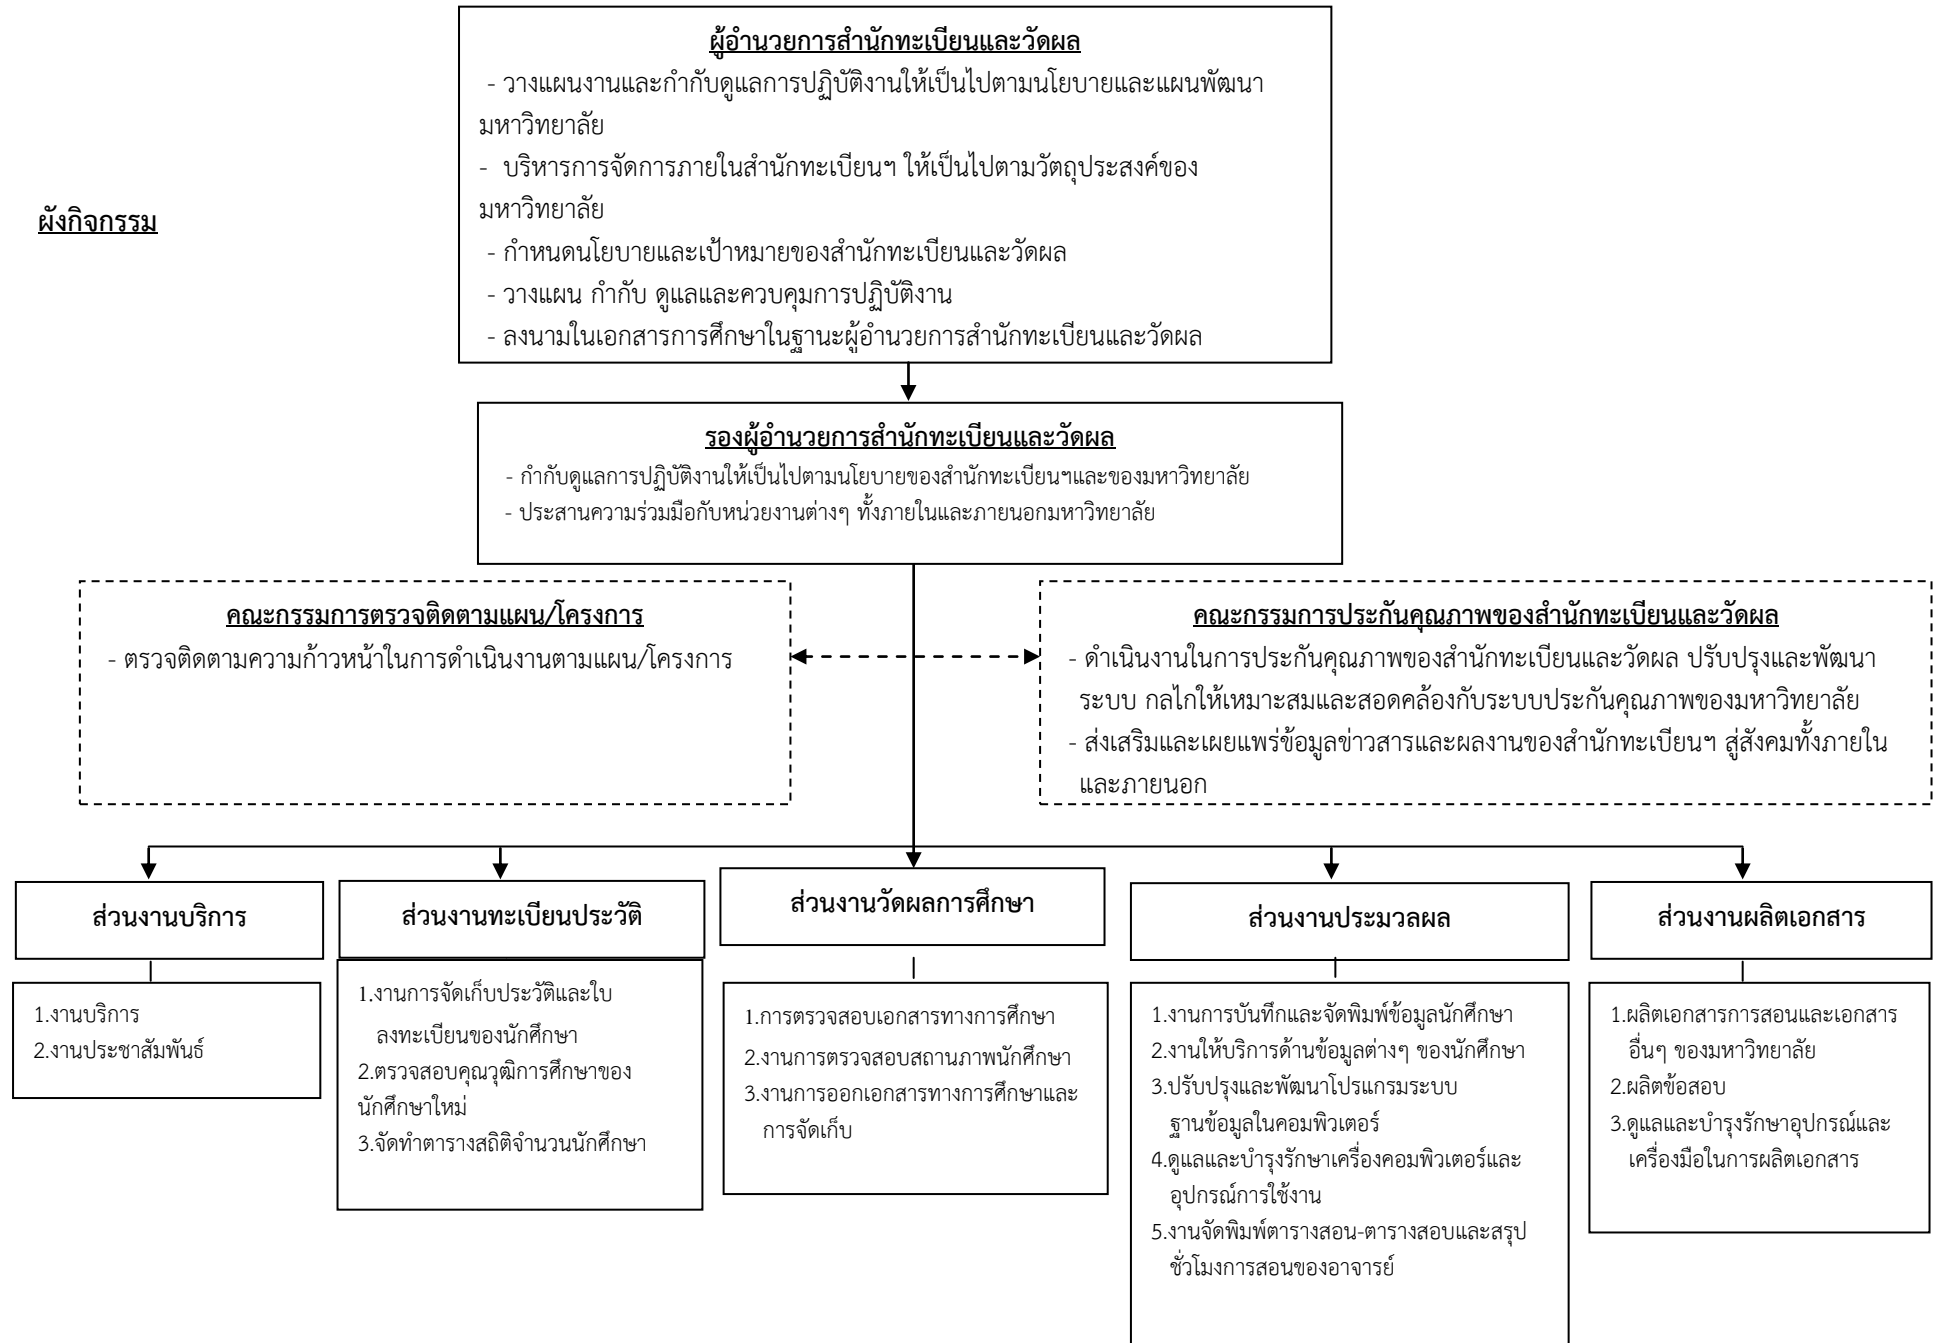 ผู้อำนวยการสำนักทะเบียนและวัดผล
- วางแผนงานและกำกับดูแลการปฏิบัติงานให้เป็นไปตามนโยบายและแผนพัฒนา
มหาวิทยาลัย
- บริหารการจัดการภายในสำนักทะเบียนฯ ให้เป็นไปตามวัตถุประสงค์ของ
มหาวิทยาลัย
- กำหนดนโยบายและเป้าหมายของสำนักทะเบียนและวัดผล
- วางแผน กำกับ ดูแลและควบคุมการปฏิบัติงาน
- ลงนามในเอกสารการศึกษาในฐานะผู้อำนวยการสำนักทะเบียนและวัดผล
ผังกิจกรรม
รองผู้อำนวยการสำนักทะเบียนและวัดผล
- กำกับดูแลการปฏิบัติงานให้เป็นไปตามนโยบายของสำนักทะเบียนฯและของมหาวิทยาลัย
- ประสานความร่วมมือกับหน่วยงานต่างๆ ทั้งภายในและภายนอกมหาวิทยาลัย
คณะกรรมการตรวจติดตามแผน/โครงการ
- ตรวจติดตามความก้าวหน้าในการดำเนินงานตามแผน/โครงการ
คณะกรรมการประกันคุณภาพของสำนักทะเบียนและวัดผล
- ดำเนินงานในการประกันคุณภาพของสำนักทะเบียนและวัดผล ปรับปรุงและพัฒนา
ระบบ กลไกให้เหมาะสมและสอดคล้องกับระบบประกันคุณภาพของมหาวิทยาลัย
- ส่งเสริมและเผยแพร่ข้อมูลข่าวสารและผลงานของสำนักทะเบียนฯ สู่สังคมทั้งภายใน
และภายนอก
ส่วนงานบริการ
1.งานบริการ
2.งานประชาสัมพันธ์
ส่วนงานทะเบียนประวัติ
1.งานการจัดเก็บประวัติและใบ
ลงทะเบียนของนักศึกษา
2.ตรวจสอบคุณวุฒิการศึกษาของ
นักศึกษาใหม่
3.จัดทำตารางสถิติจำนวนนักศึกษา
ส่วนงานวัดผลการศึกษา
1.การตรวจสอบเอกสารทางการศึกษา
2.งานการตรวจสอบสถานภาพนักศึกษา
3.งานการออกเอกสารทางการศึกษาและ
การจัดเก็บ
ส่วนงานประมวลผล
1.งานการบันทึกและจัดพิมพ์ข้อมูลนักศึกษา
2.งานให้บริการด้านข้อมูลต่างๆ ของนักศึกษา
3.ปรับปรุงและพัฒนาโปรแกรมระบบ
ฐานข้อมูลในคอมพิวเตอร์
4.ดูแลและบำรุงรักษาเครื่องคอมพิวเตอร์และ
อุปกรณ์การใช้งาน
5.งานจัดพิมพ์ตารางสอน-ตารางสอบและสรุป
ชั่วโมงการสอนของอาจารย์
ส่วนงานผลิตเอกสาร
1.ผลิตเอกสารการสอนและเอกสาร
อื่นๆ ของมหาวิทยาลัย
2.ผลิตข้อสอบ
3.ดูแลและบำรุงรักษาอุปกรณ์และ
เครื่องมือในการผลิตเอกสาร